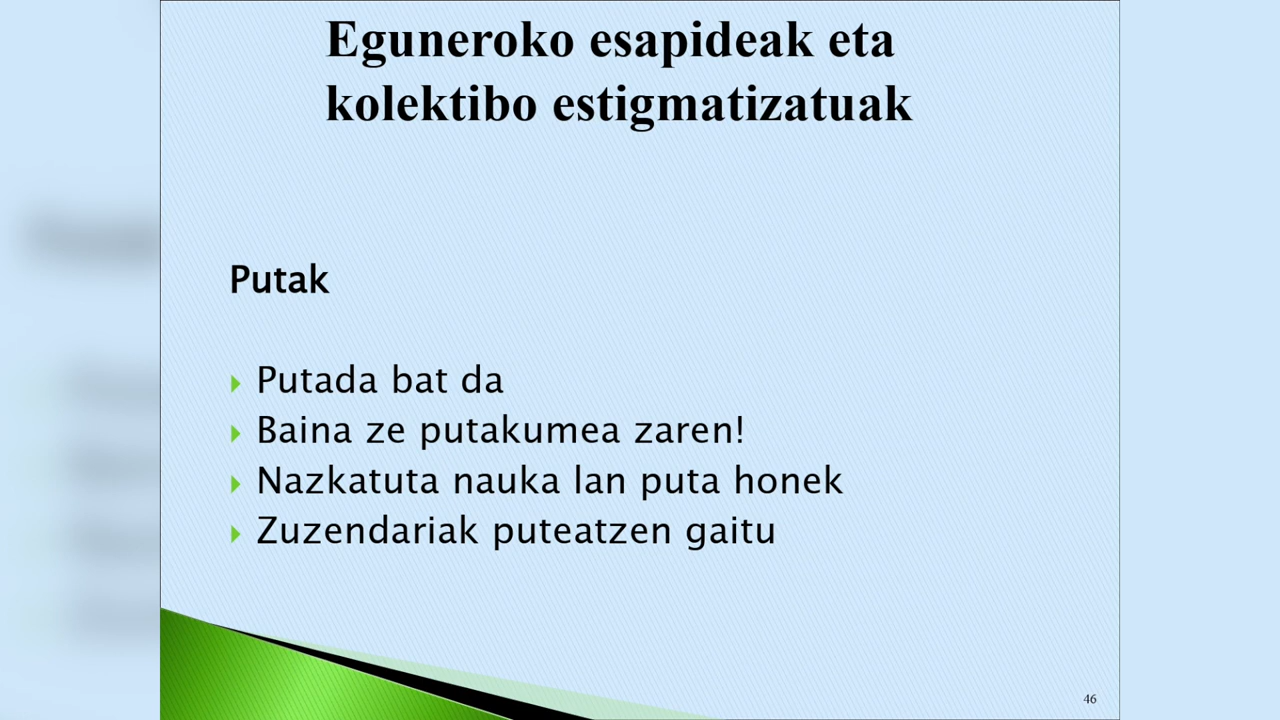 Eguneroko esapideak eta
kolektibo estigmatizatuak
Putak
Putada bat da
Baina ze putakumea zaren!
Nazkatuta nauka lan puta honek
Zuzendariak puteatzen gaitu
46